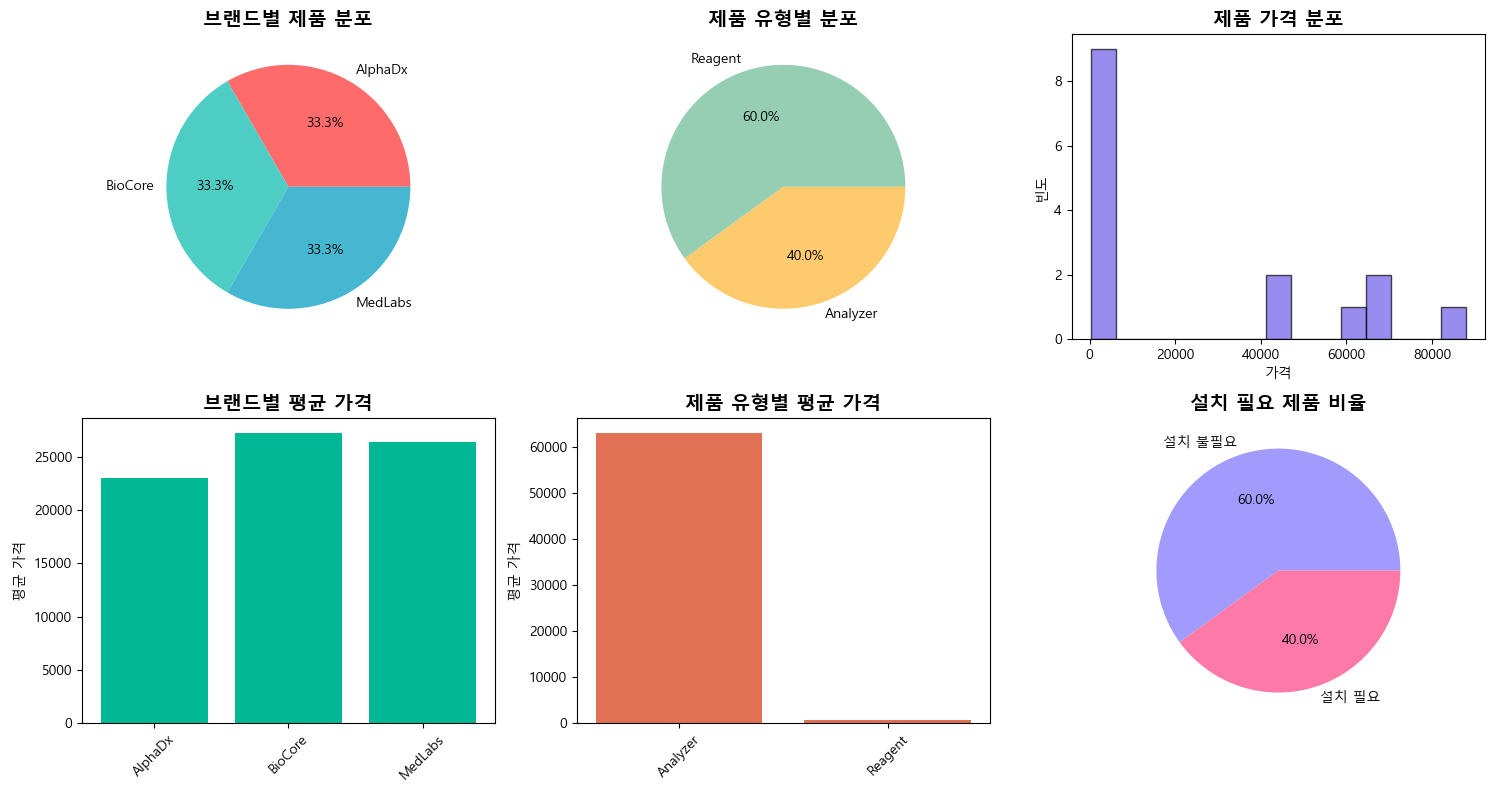 브랜드별 제품 분포
AlphaDx
33.3%
BioCore
33.3%
33.3%
MedLabs
제품 유형별 분포
Reagent
60.0%
40.0%
Analyzer
제품 가격 분포
8
6
4
2
0
빈도
0 20000 40000 60000 80000
가격
브랜드별 평균 가격
25000
20000
15000
10000
5000
0
평균 가격
AlphaDx BioCore MedLabs
제품 유형별 평균 가격
60000
50000
40000
30000
20000
10000
0
평균 가격
Analyzer Reagent
설치 필요 제품 비율
설치 불필요
60.0%
40.0%
설치 필요